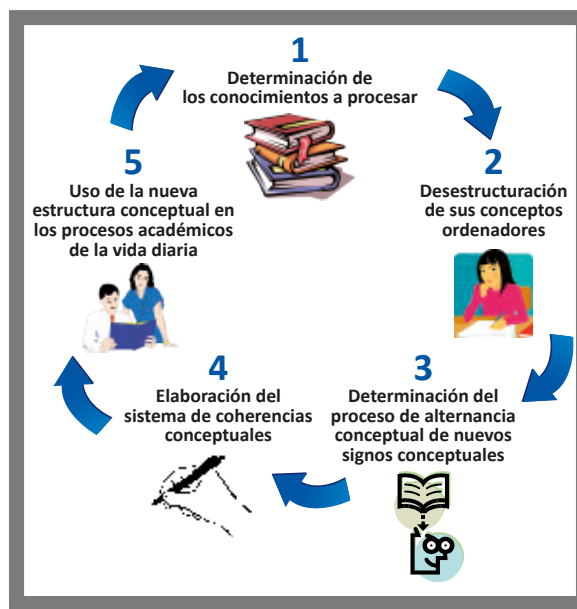 1
Determinación de
los conocimientos a procesar
2
Desestructuración
de sus conceptos
ordenadores
3
Determinación del
proceso de alternancia
conceptual de nuevos
signos conceptuales
4
Elaboración del
sistema de coherencias
conceptuales
5
Uso de la nueva
estructura conceptual en
los procesos académicos
de la vida diaria